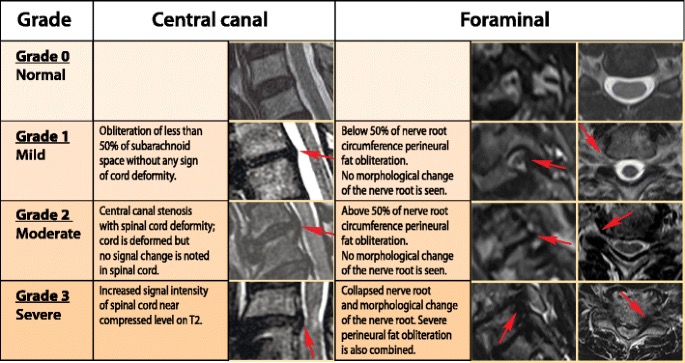 Grade
Central canal
Foraminal
Grade 0
Normal
Grade 1
Mild
Obliteration of less than
50% of subarachnoid
space without any sign
of cord deformity.
Below 50% of nerve root
circumference perineural
fat obliteration.
No morphological change
of the nerve root is seen.
Grade 2
Moderate
Central canal stenosis
with spinal cord deformity;
cord is deformed but
no signal change is noted
in spinal cord.
Above 50% of nerve root
circumference perineural
fat obliteration.
No morphological change
of the nerve root is seen.
Grade 3
Severe
Increased signal intensity
of spinal cord near
compressed level on T2.
Collapsed nerve root
and morphological change
of the nerve root. Severe
perineural fat obliteration
is also combined.